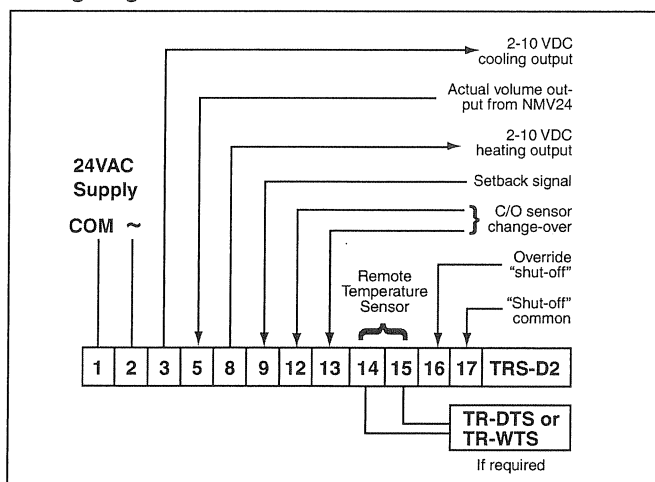 2-10 VDC
cooling output
Actual volume out-
put from NMV24
2-10 VDC
heating output
24VAC
Supply
COM ~
Setback signal
C/O sensor
change-over
Override
"shut-off"
Remote
Temperature
Sensor
"Shut-off"
common
1 2 3 5 8 9 12 13 14 15 16 17 TRS-D2
TR-DTS or
TR-WTS
If required